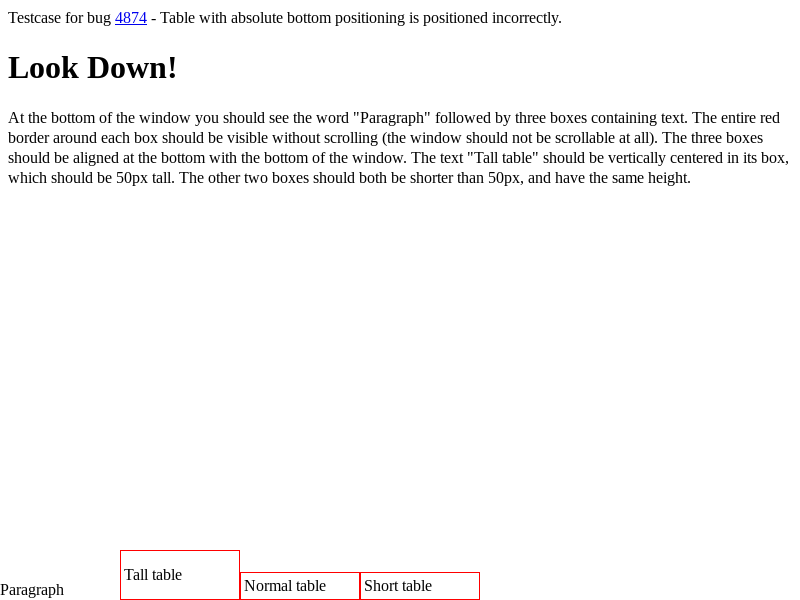 Testcase for bug 4874 - Table with absolute bottom positioning is positioned incorrectly.
Look Down!
At the bottom of the window you should see the word "Paragraph" followed by three boxes containing text. The entire red
border around each box should be visible without scrolling (the window should not be scrollable at all). The three boxes
should be aligned at the bottom with the bottom of the window. The text "Tall table" should be vertically centered in its box,
which should be 50px tall. The other two boxes should both be shorter than 50px, and have the same height.
Tall table
Paragraph
Normal table
Short table